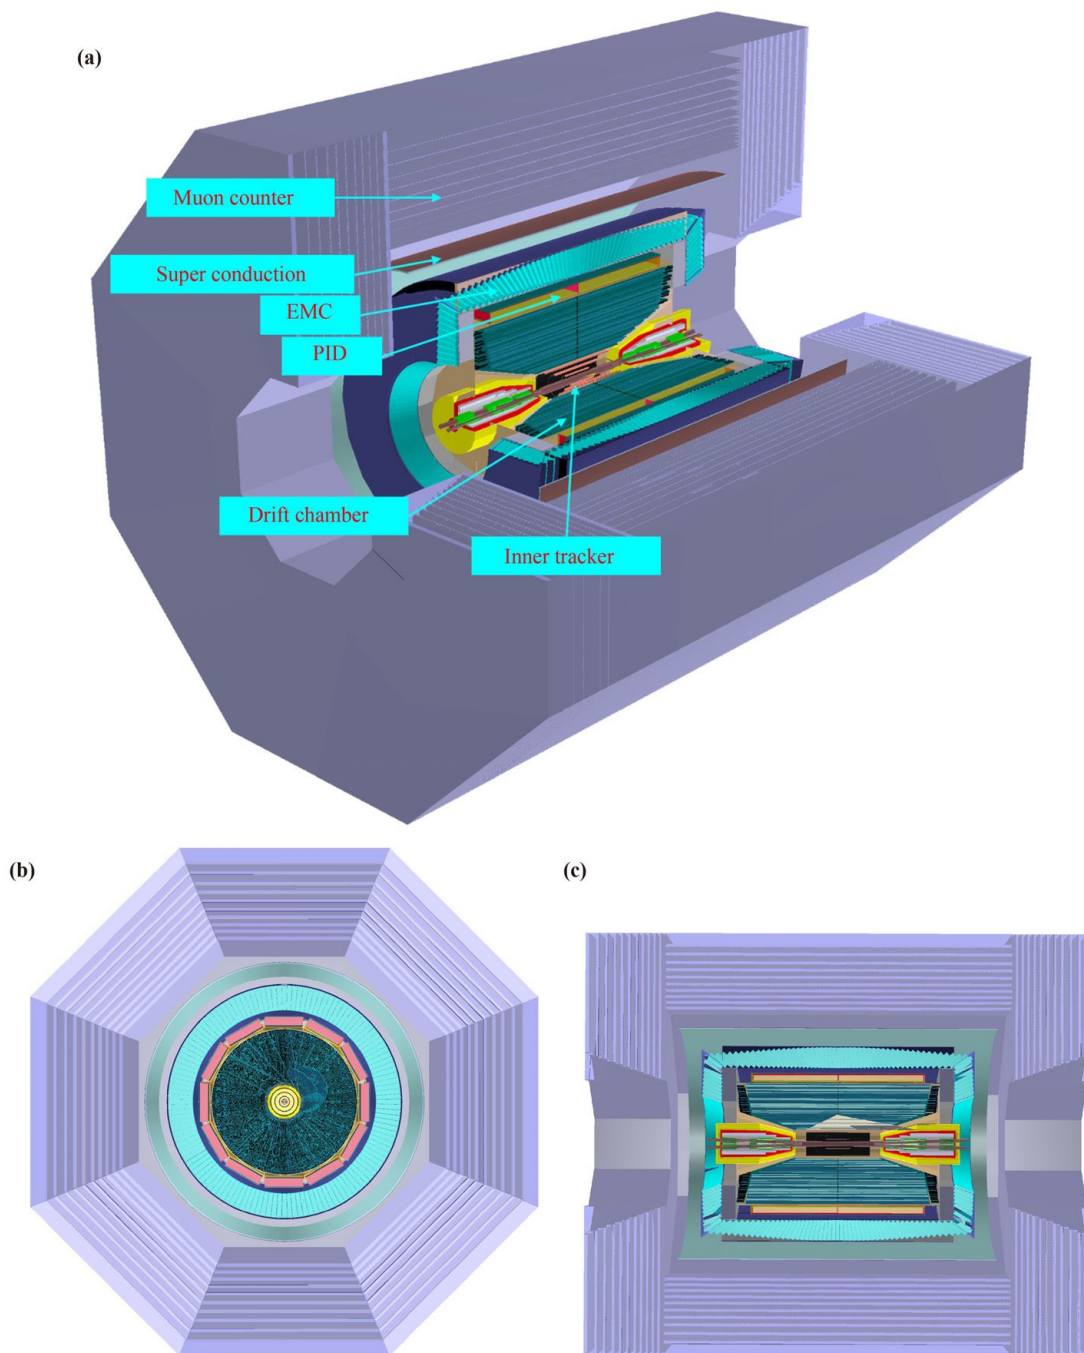 (a)
Muon counter
Super conduction
EMC
PID
Drift chamber
Inner tracker
(b)
(c)